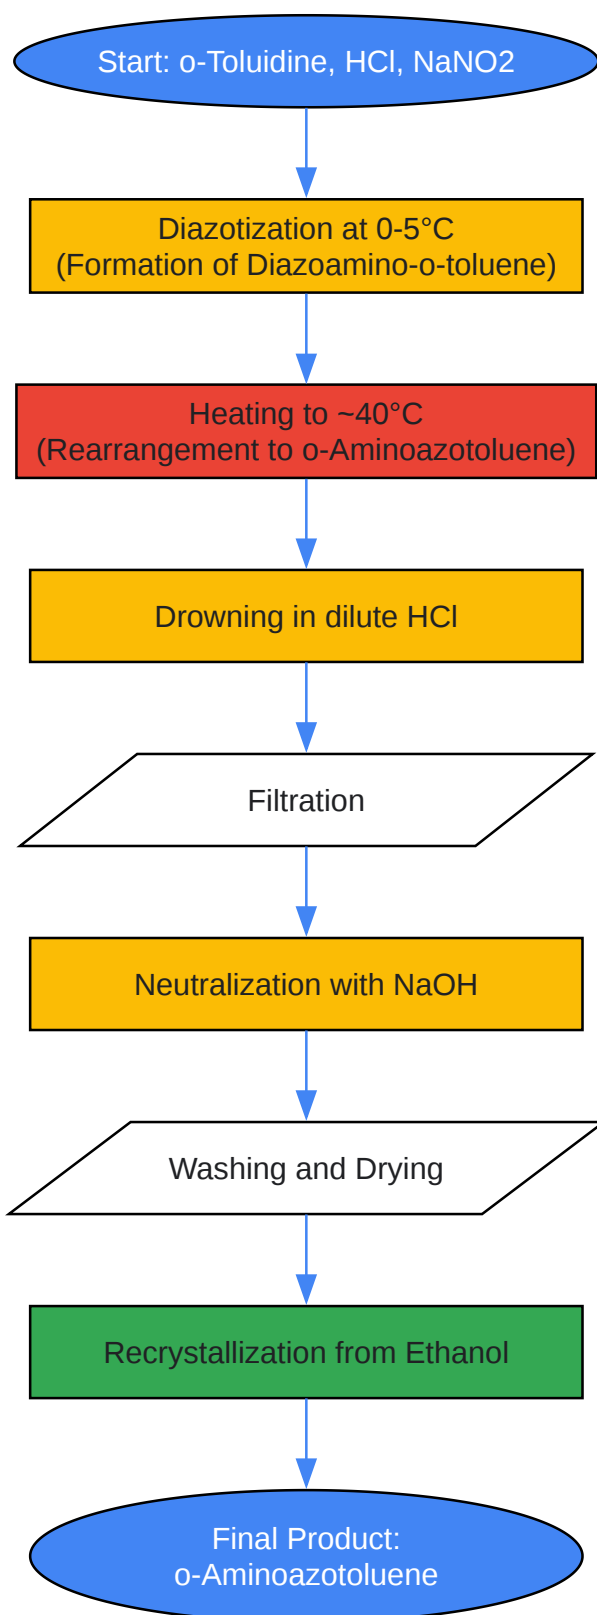 Start: o-Toluidine, HCl, NaNO2
Diazotization at 0-5°C
(Formation of Diazoamino-o-toluene)
Heating to ~40°C
(Rearrangement to o-Aminoazotoluene)
Drowning in dilute HCl
Filtration
Neutralization with NaOH
Washing and Drying
Recrystallization from Ethanol
Final Product:
o-Aminoazotoluene